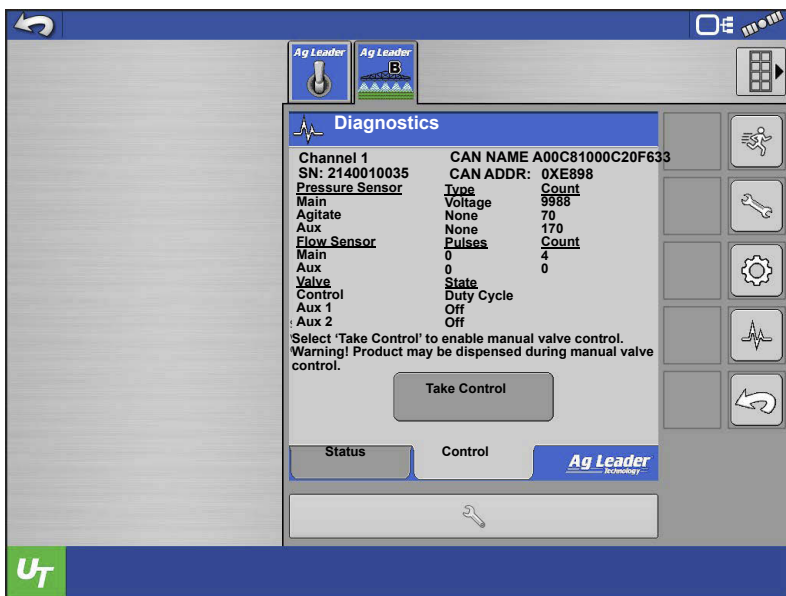 Ag Leader
Ag Leader
B
Diagnostics
Channel 1 CAN NAME A00C81000C20F633
SN: 2140010035 CAN ADDR: 0XE898
Pressure Sensor Type Count
Main Voltage 9988
Agitate None 70
Aux None 170
Flow Sensor Pulses Count
Main 0 4
Aux 0 0
Valve State
Control Duty Cycle
Aux 1 Off
Aux 2 Off
Select ‘Take Control’ to enable manual valve control.
Warning! Product may be dispensed during manual valve
control.
Take Control
Status Control Ag Leader
Technology
UT